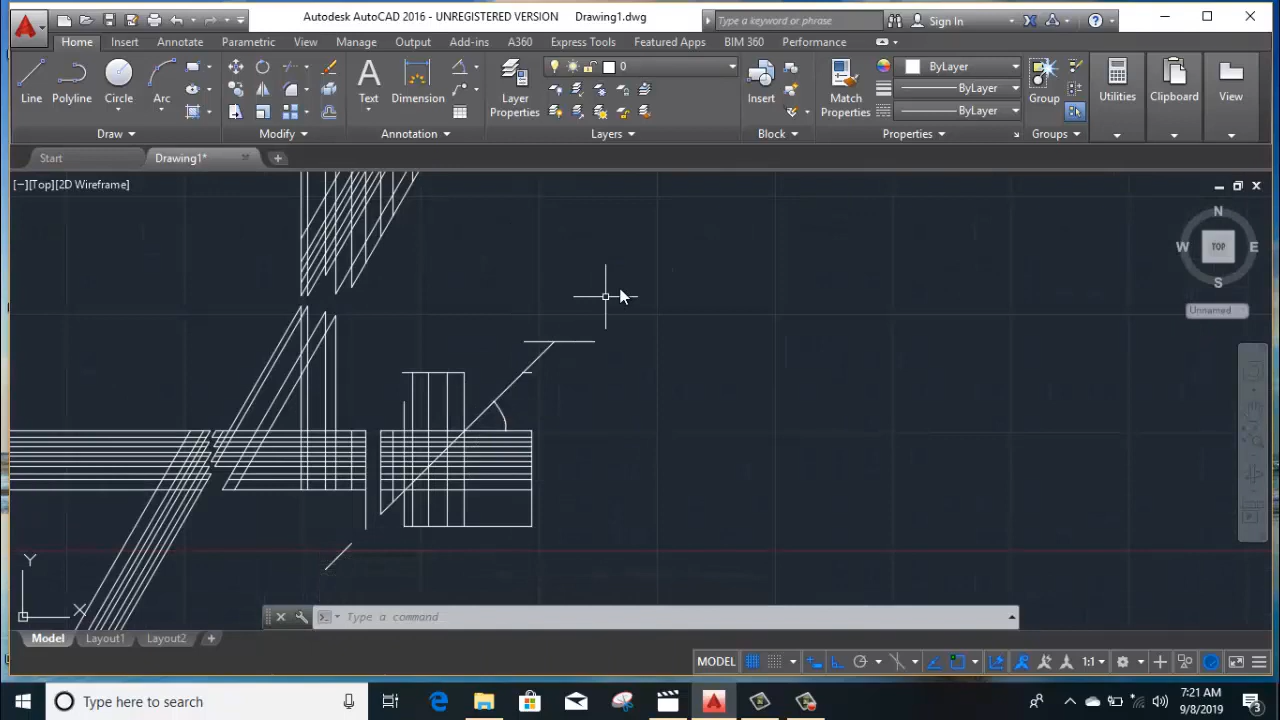 Autodesk AutoCAD 2016 - UNREGISTERED VERSION Drawing1.dwg
Type a keyword or phrase
Sign In
Home Insert Annotate Parametric View Manage Output Add-ins A360 Express Tools Featured Apps BIM 360 Performance
0
ByLayer
ByLayer
ByLayer
Line Polyline Circle Arc
Text Dimension
Layer Properties
Insert
Match Properties
Group
Utilities
Clipboard
View
Draw Modify Annotation Layers Block Properties Groups
Start Drawing1*
[−][Top][2D Wireframe]
N
W TOP E
S
Unnamed
Y
X
Type a command
Model Layout1 Layout2
MODEL 1:1
Type here to search
7:21 AM
9/8/2019
3